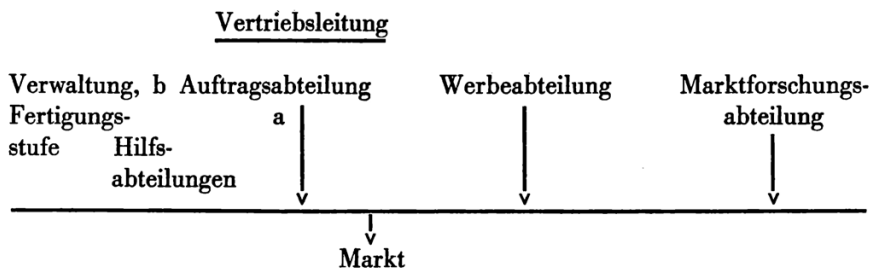 Vertriebsleitung
Verwaltung, b Auftragsabteilung Werbeabteilung Marktforschungs-
Fertigungs- a abteilung
stufe Hilfs-
abteilungen
Markt